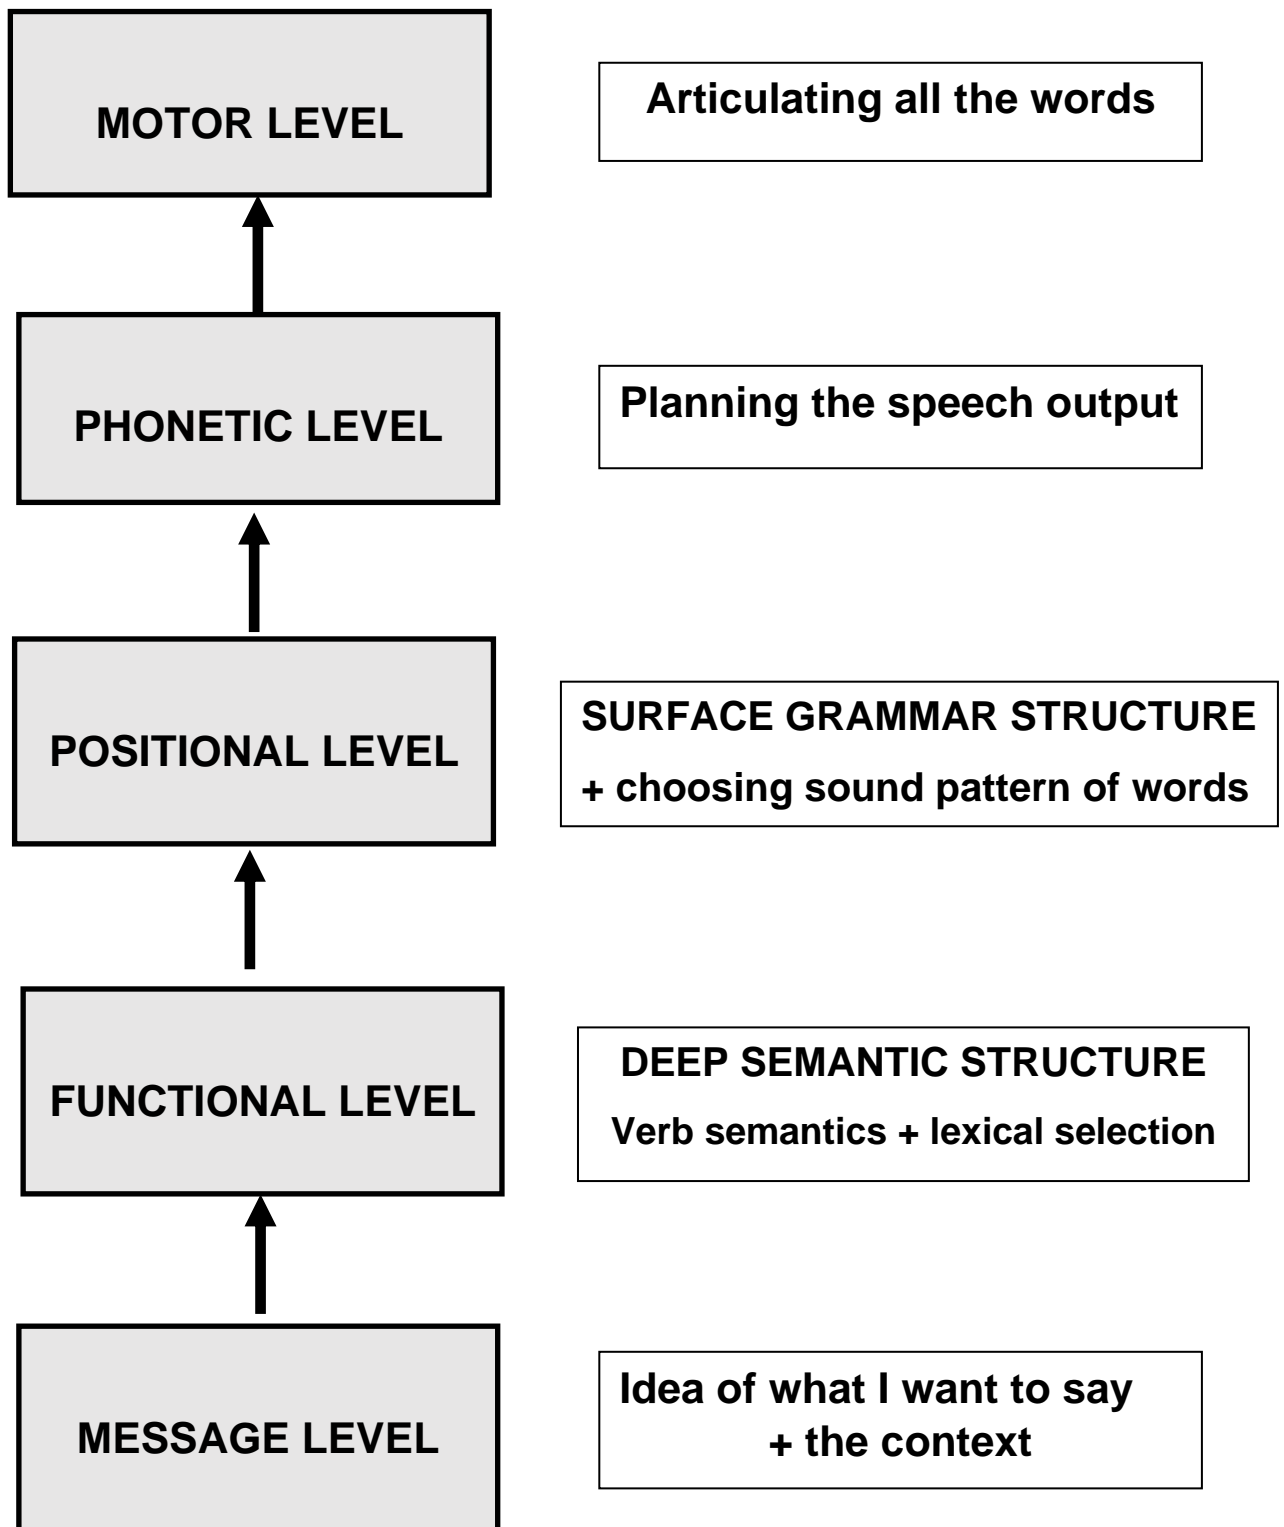 MOTOR LEVEL
Articulating all the words
PHONETIC LEVEL
Planning the speech output
POSITIONAL LEVEL
SURFACE GRAMMAR STRUCTURE
+ choosing sound pattern of words
FUNCTIONAL LEVEL
DEEP SEMANTIC STRUCTURE
Verb semantics + lexical selection
MESSAGE LEVEL
Idea of what I want to say
+ the context